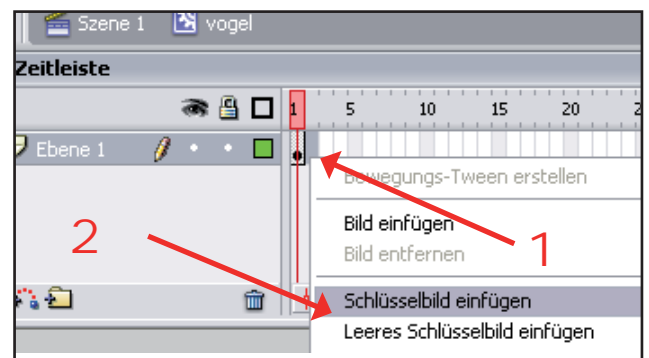 Szene 1 vogel
Zeitleiste
1 5 10 15 20 2
Ebene 1
Bewegungs-Tween erstellen
Bild einfügen
1
2
Bild entfernen
Schlüsselbild einfügen
Leeres Schlüsselbild einfügen